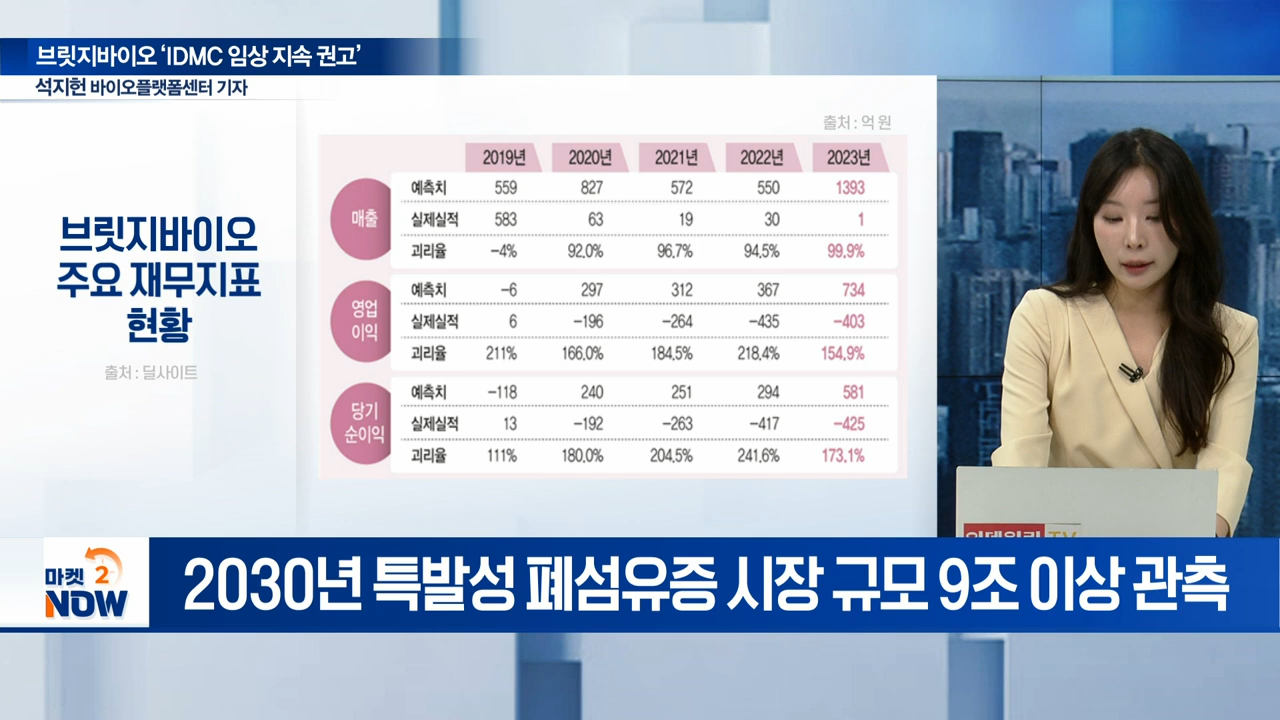 브릿지바이오 ‘IDMC 임상 지속 권고’
석지헌 바이오플랫폼센터 기자
출처 : 억 원
브릿지바이오
주요 재무지표
현황
출처 : 딜사이트
2019년 2020년 2021년 2022년 2023년
매출
예측치 559 827 572 550 1393
실제실적 583 63 19 30 1
괴리율 -4% 92.0% 96.7% 94.5% 99.9%
영업
이익
예측치 -6 297 312 367 734
실제실적 6 -196 -264 -435 -403
괴리율 211% 166.0% 184.5% 218.4% 154.9%
당기
순이익
예측치 -118 240 251 294 581
실제실적 13 -192 -263 -417 -425
괴리율 111% 180.0% 204.5% 241.6% 173.1%
마켓 2
NOW
2030년 특발성 폐섬유증 시장 규모 9조 이상 관측